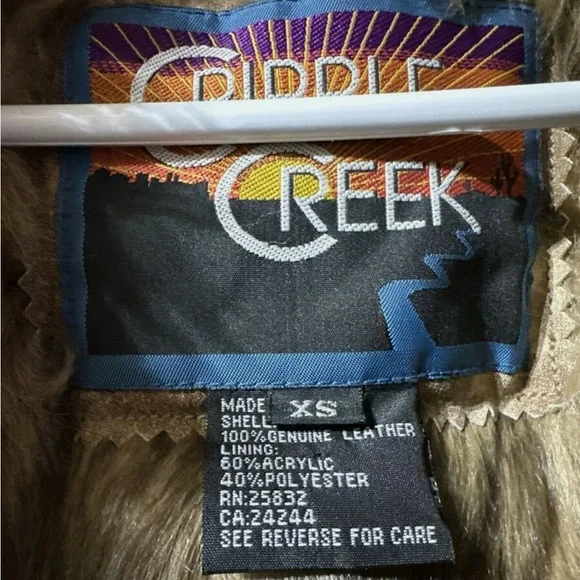 CRIPPLE
CREEK
MADE
XS
SHELL:
100%GENUINE LEATHER
LINING:
60%ACRYLIC
40%POLYESTER
RN:25832
CA:24244
SEE REVERSE FOR CARE